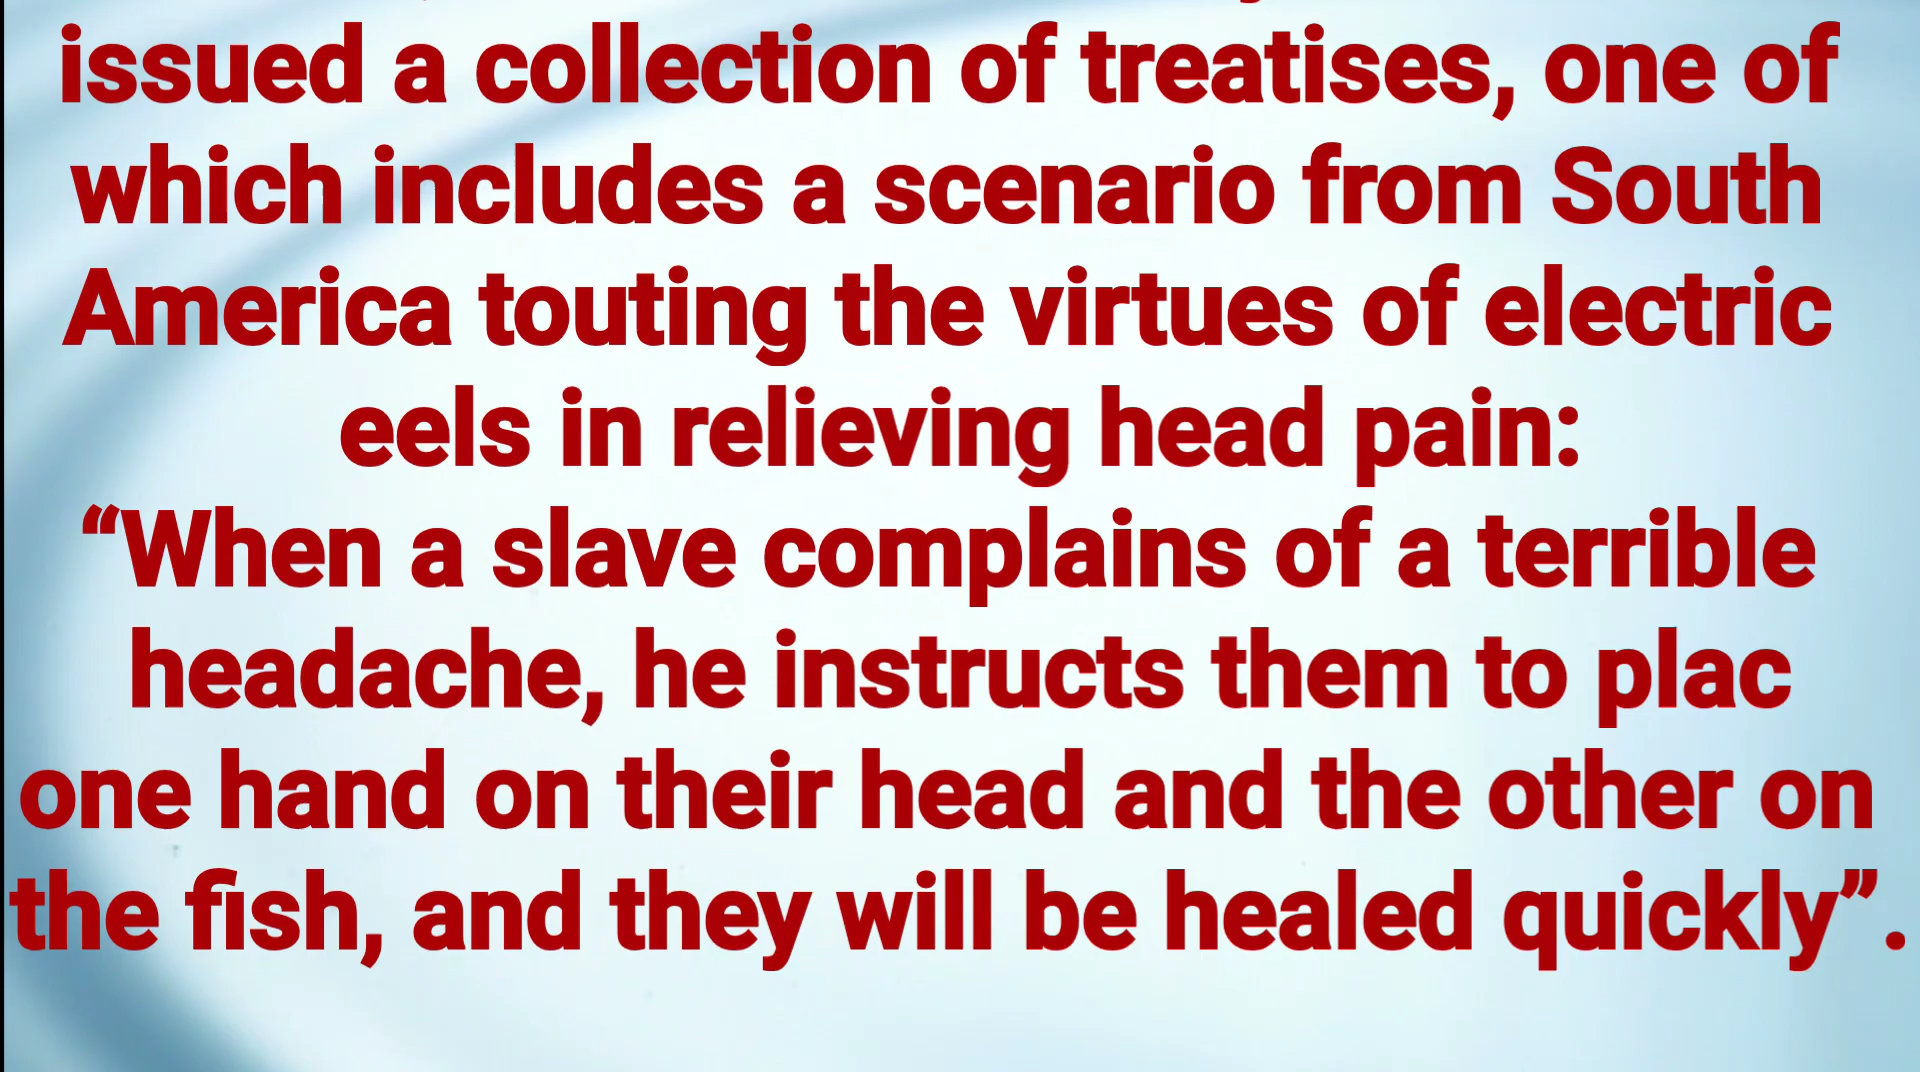 issued a collection of treatises, one of
which includes a scenario from South
America touting the virtues of electric
eels in relieving head pain:
“When a slave complains of a terrible
headache, he instructs them to plac
one hand on their head and the other on
the fish, and they will be healed quickly”.